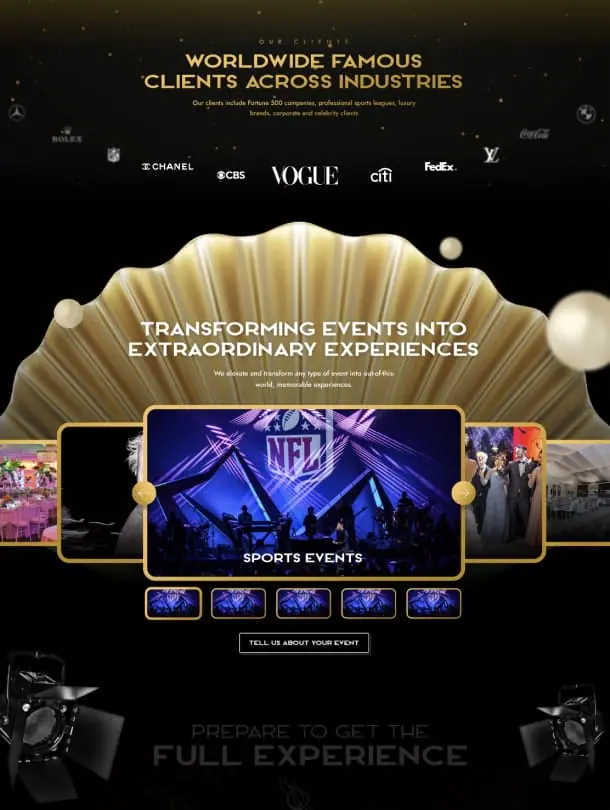 OUR CLIENTS
WORLDWIDE FAMOUS
CLIENTS ACROSS INDUSTRIES
Our clients include Fortune 500 companies, professional sports leagues, luxury
brands, corporate and celebrity clients
ROLEX
Coca-Cola
NFL
CHANEL
CBS
VOGUE
citi
FedEx
LV
TRANSFORMING EVENTS INTO
EXTRAORDINARY EXPERIENCES
We elevate and transform any type of event into out-of-this-
world, memorable experiences.
NFL
SPORTS EVENTS
TELL US ABOUT YOUR EVENT
PREPARE TO GET THE
FULL EXPERIENCE